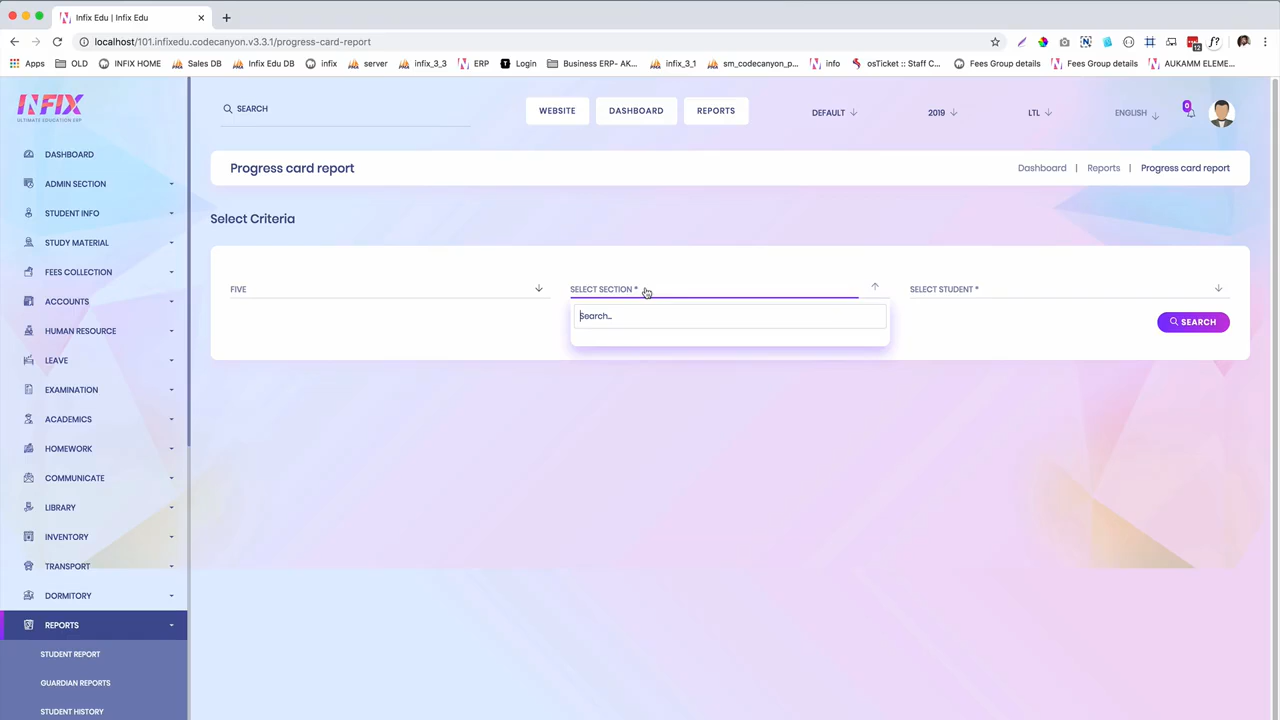 Infix Edu | Infix Edu
localhost/101.infixedu.codecanyon.v3.3.1/progress-card-report
Apps OLD INFIX HOME Sales DB Infix Edu DB infix server infix_3_3 ERP Login Business ERP- AK... infix_3_1 sm_codecanyon_p... info osTicket :: Staff C... Fees Group details Fees Group details AUKAMM ELEME...
INFIX
ULTIMATE EDUCATION ERP
SEARCH
WEBSITE DASHBOARD REPORTS DEFAULT 2019 LTL ENGLISH 0
Progress card report
Dashboard | Reports | Progress card report
Select Criteria
FIVE SELECT SECTION * SELECT STUDENT *
Search...
SEARCH
DASHBOARD
ADMIN SECTION
STUDENT INFO
STUDY MATERIAL
FEES COLLECTION
ACCOUNTS
HUMAN RESOURCE
LEAVE
EXAMINATION
ACADEMICS
HOMEWORK
COMMUNICATE
LIBRARY
INVENTORY
TRANSPORT
DORMITORY
REPORTS
STUDENT REPORT
GUARDIAN REPORTS
STUDENT HISTORY